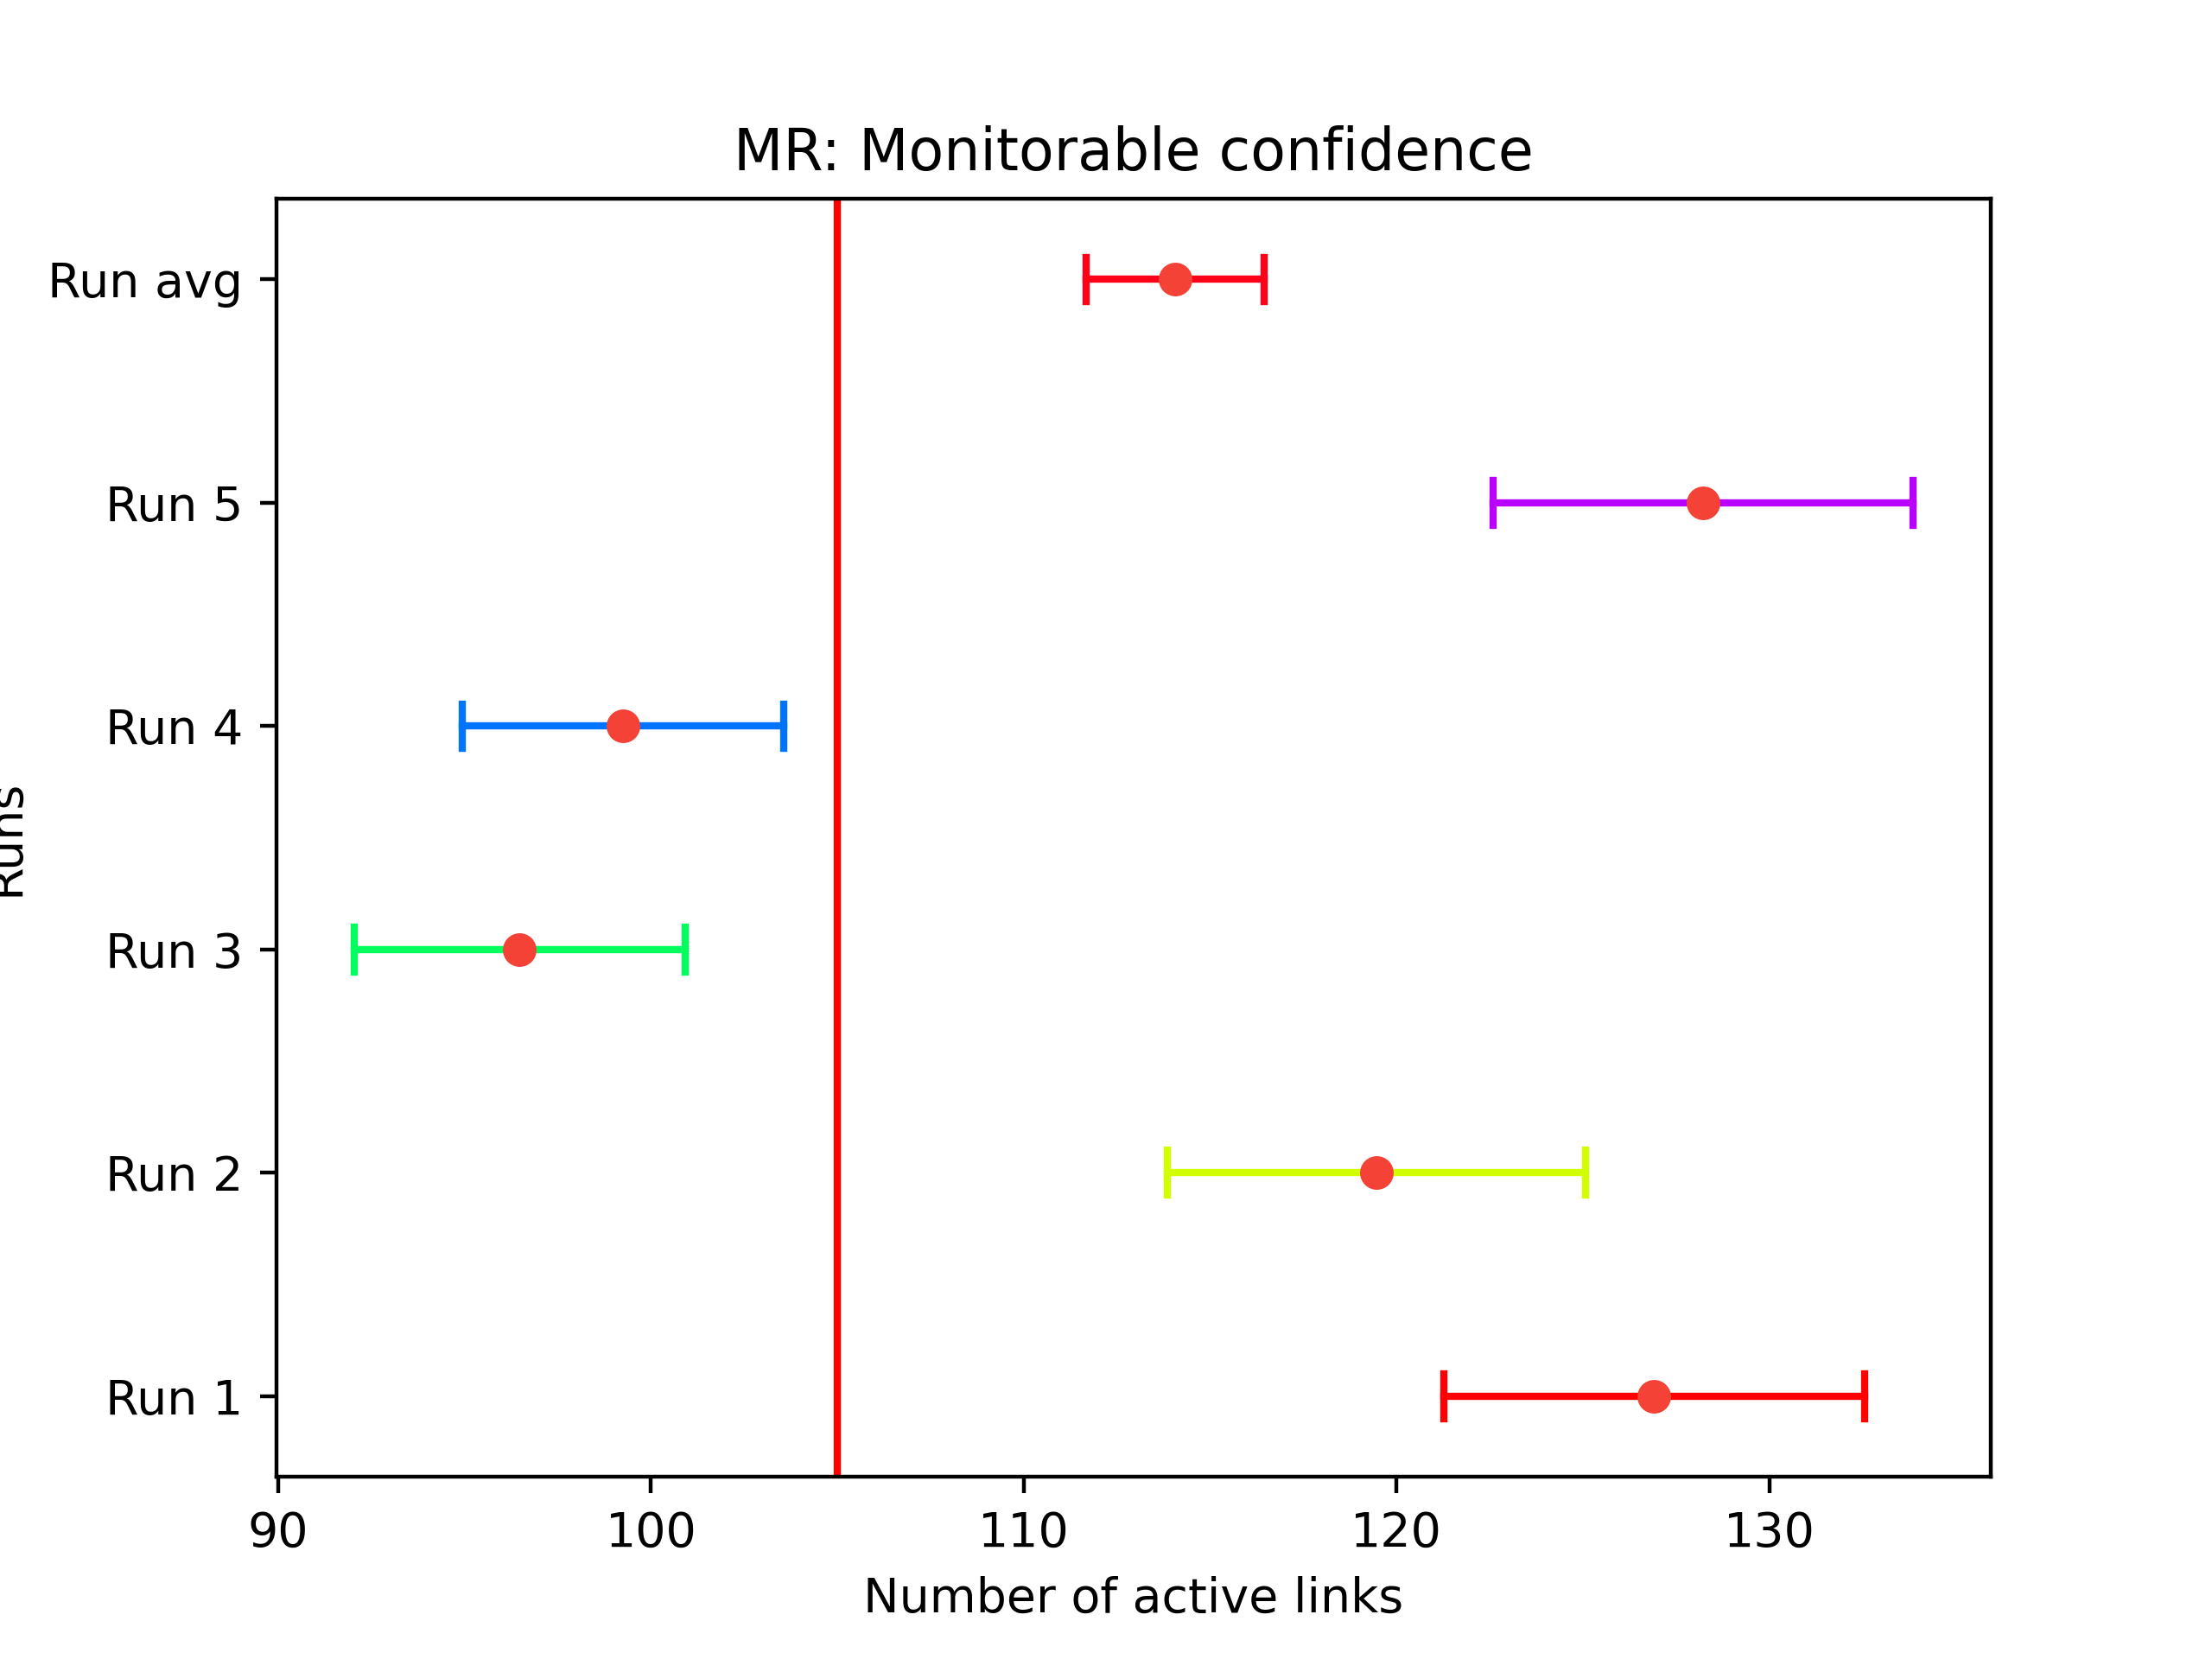 MR: Monitorable confidence
Run avg
Run 5
Run 4
Run 3
Run 2
Run 1
Runs
90 100 110 120 130
Number of active links